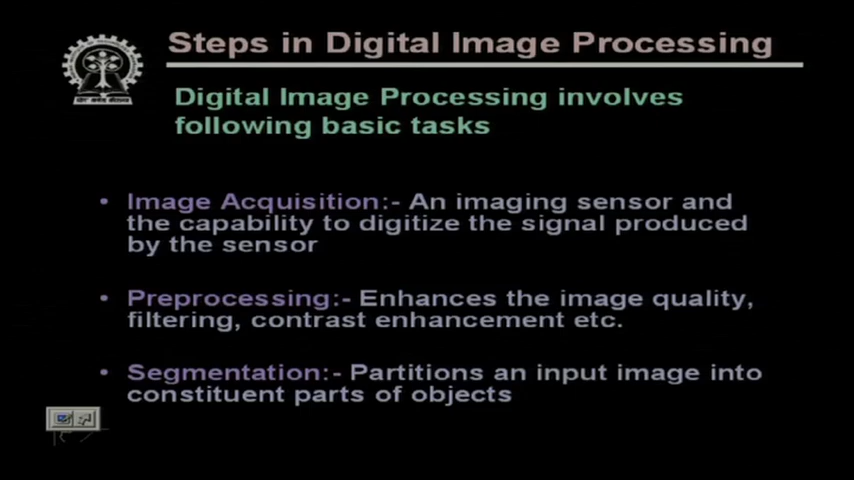 Steps in Digital Image Processing
Digital Image Processing involves
following basic tasks
• Image Acquisition:- An imaging sensor and
the capability to digitize the signal produced
by the sensor
• Preprocessing:- Enhances the image quality,
filtering, contrast enhancement etc.
• Segmentation:- Partitions an input image into
constituent parts of objects